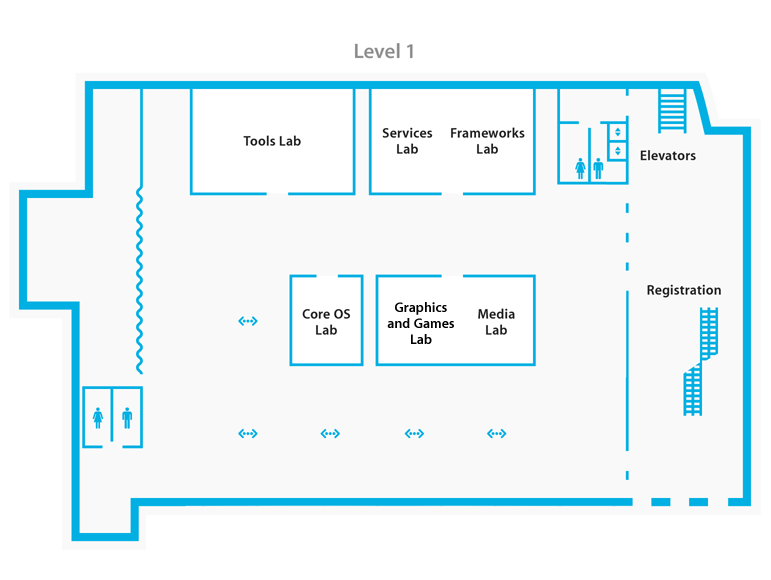 Level 1
Tools Lab
Services
Lab
Frameworks
Lab
Elevators
Registration
Core OS
Lab
Graphics
and Games
Lab
Media
Lab